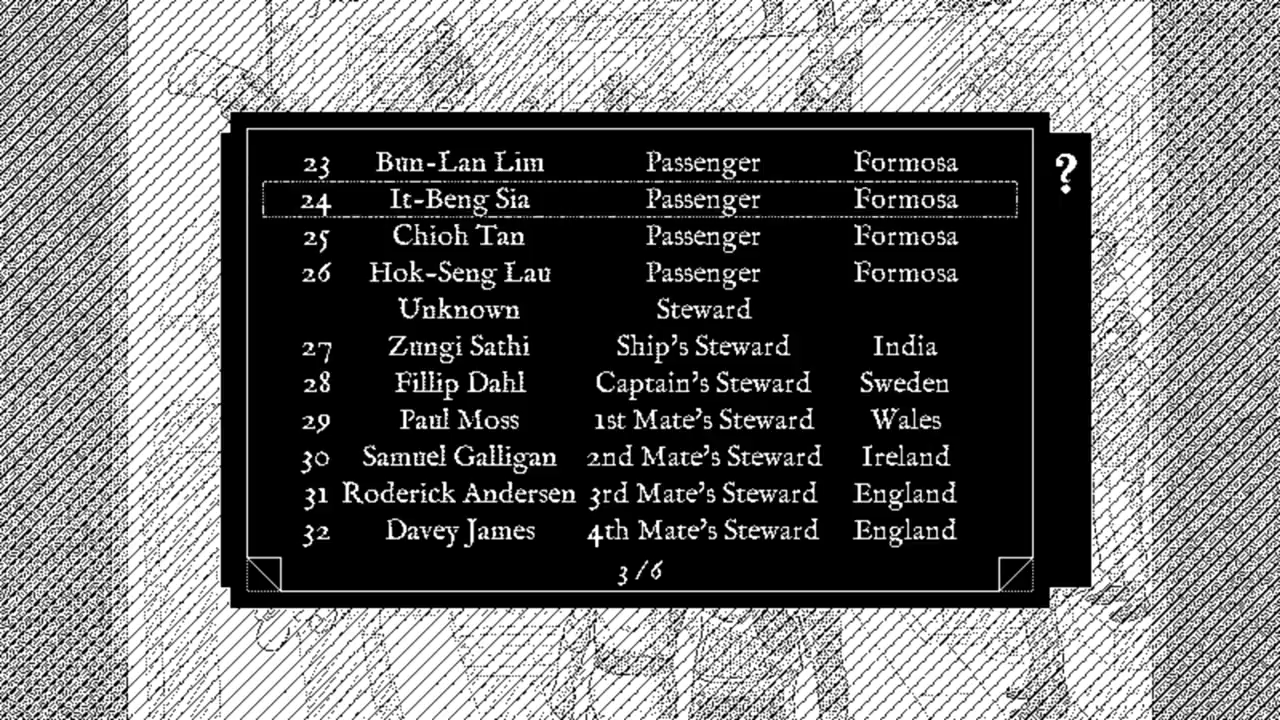 23 Bun-Lan Lim Passenger Formosa
?
24 It-Beng Sia Passenger Formosa
25 Chioh Tan Passenger Formosa
26 Hok-Seng Lau Passenger Formosa
Unknown Steward
27 Zungi Sathi Ship's Steward India
28 Fillip Dahl Captain's Steward Sweden
29 Paul Moss 1st Mate's Steward Wales
30 Samuel Galligan 2nd Mate's Steward Ireland
31 Roderick Andersen 3rd Mate's Steward England
32 Davey James 4th Mate's Steward England
3/6